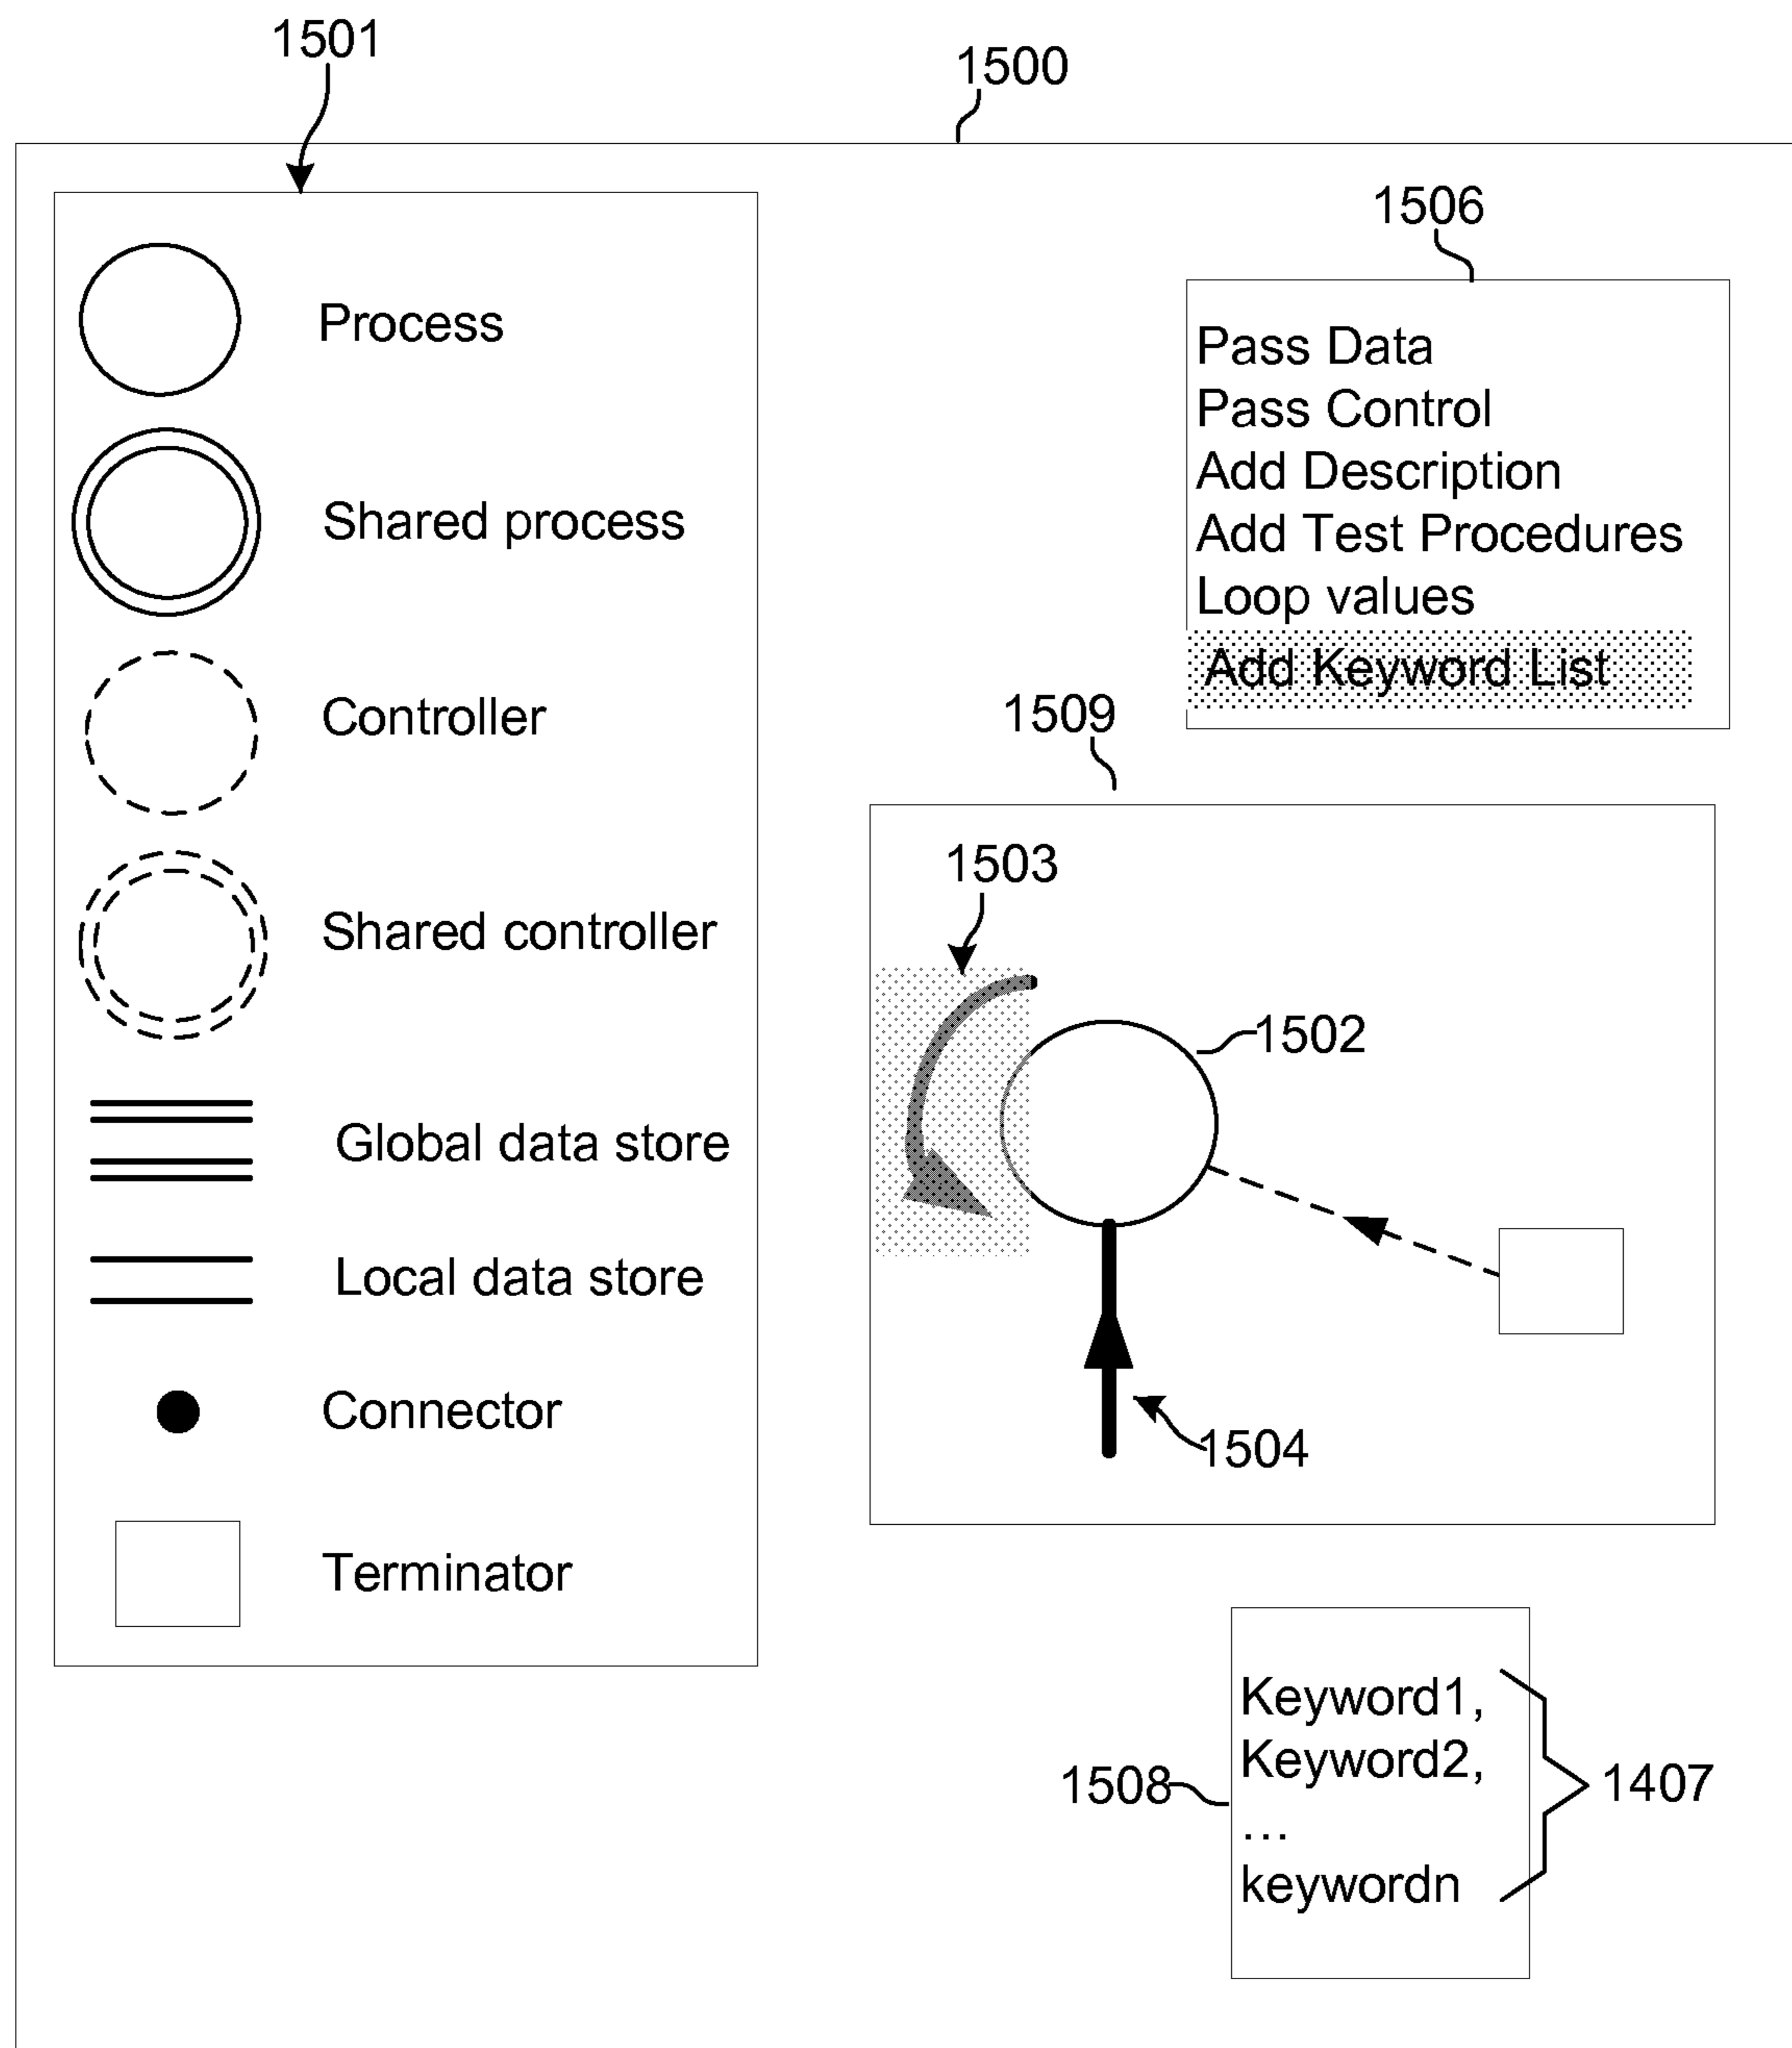 1501
1500
Process
Shared process
Controller
Shared controller
Global data store
Local data store
Connector
Terminator
1506
Pass Data
Pass Control
Add Description
Add Test Procedures
Loop values
Add Keyword List
1509
1503
1502
1504
Keyword1,
Keyword2,
...
keywordn
1508
1407